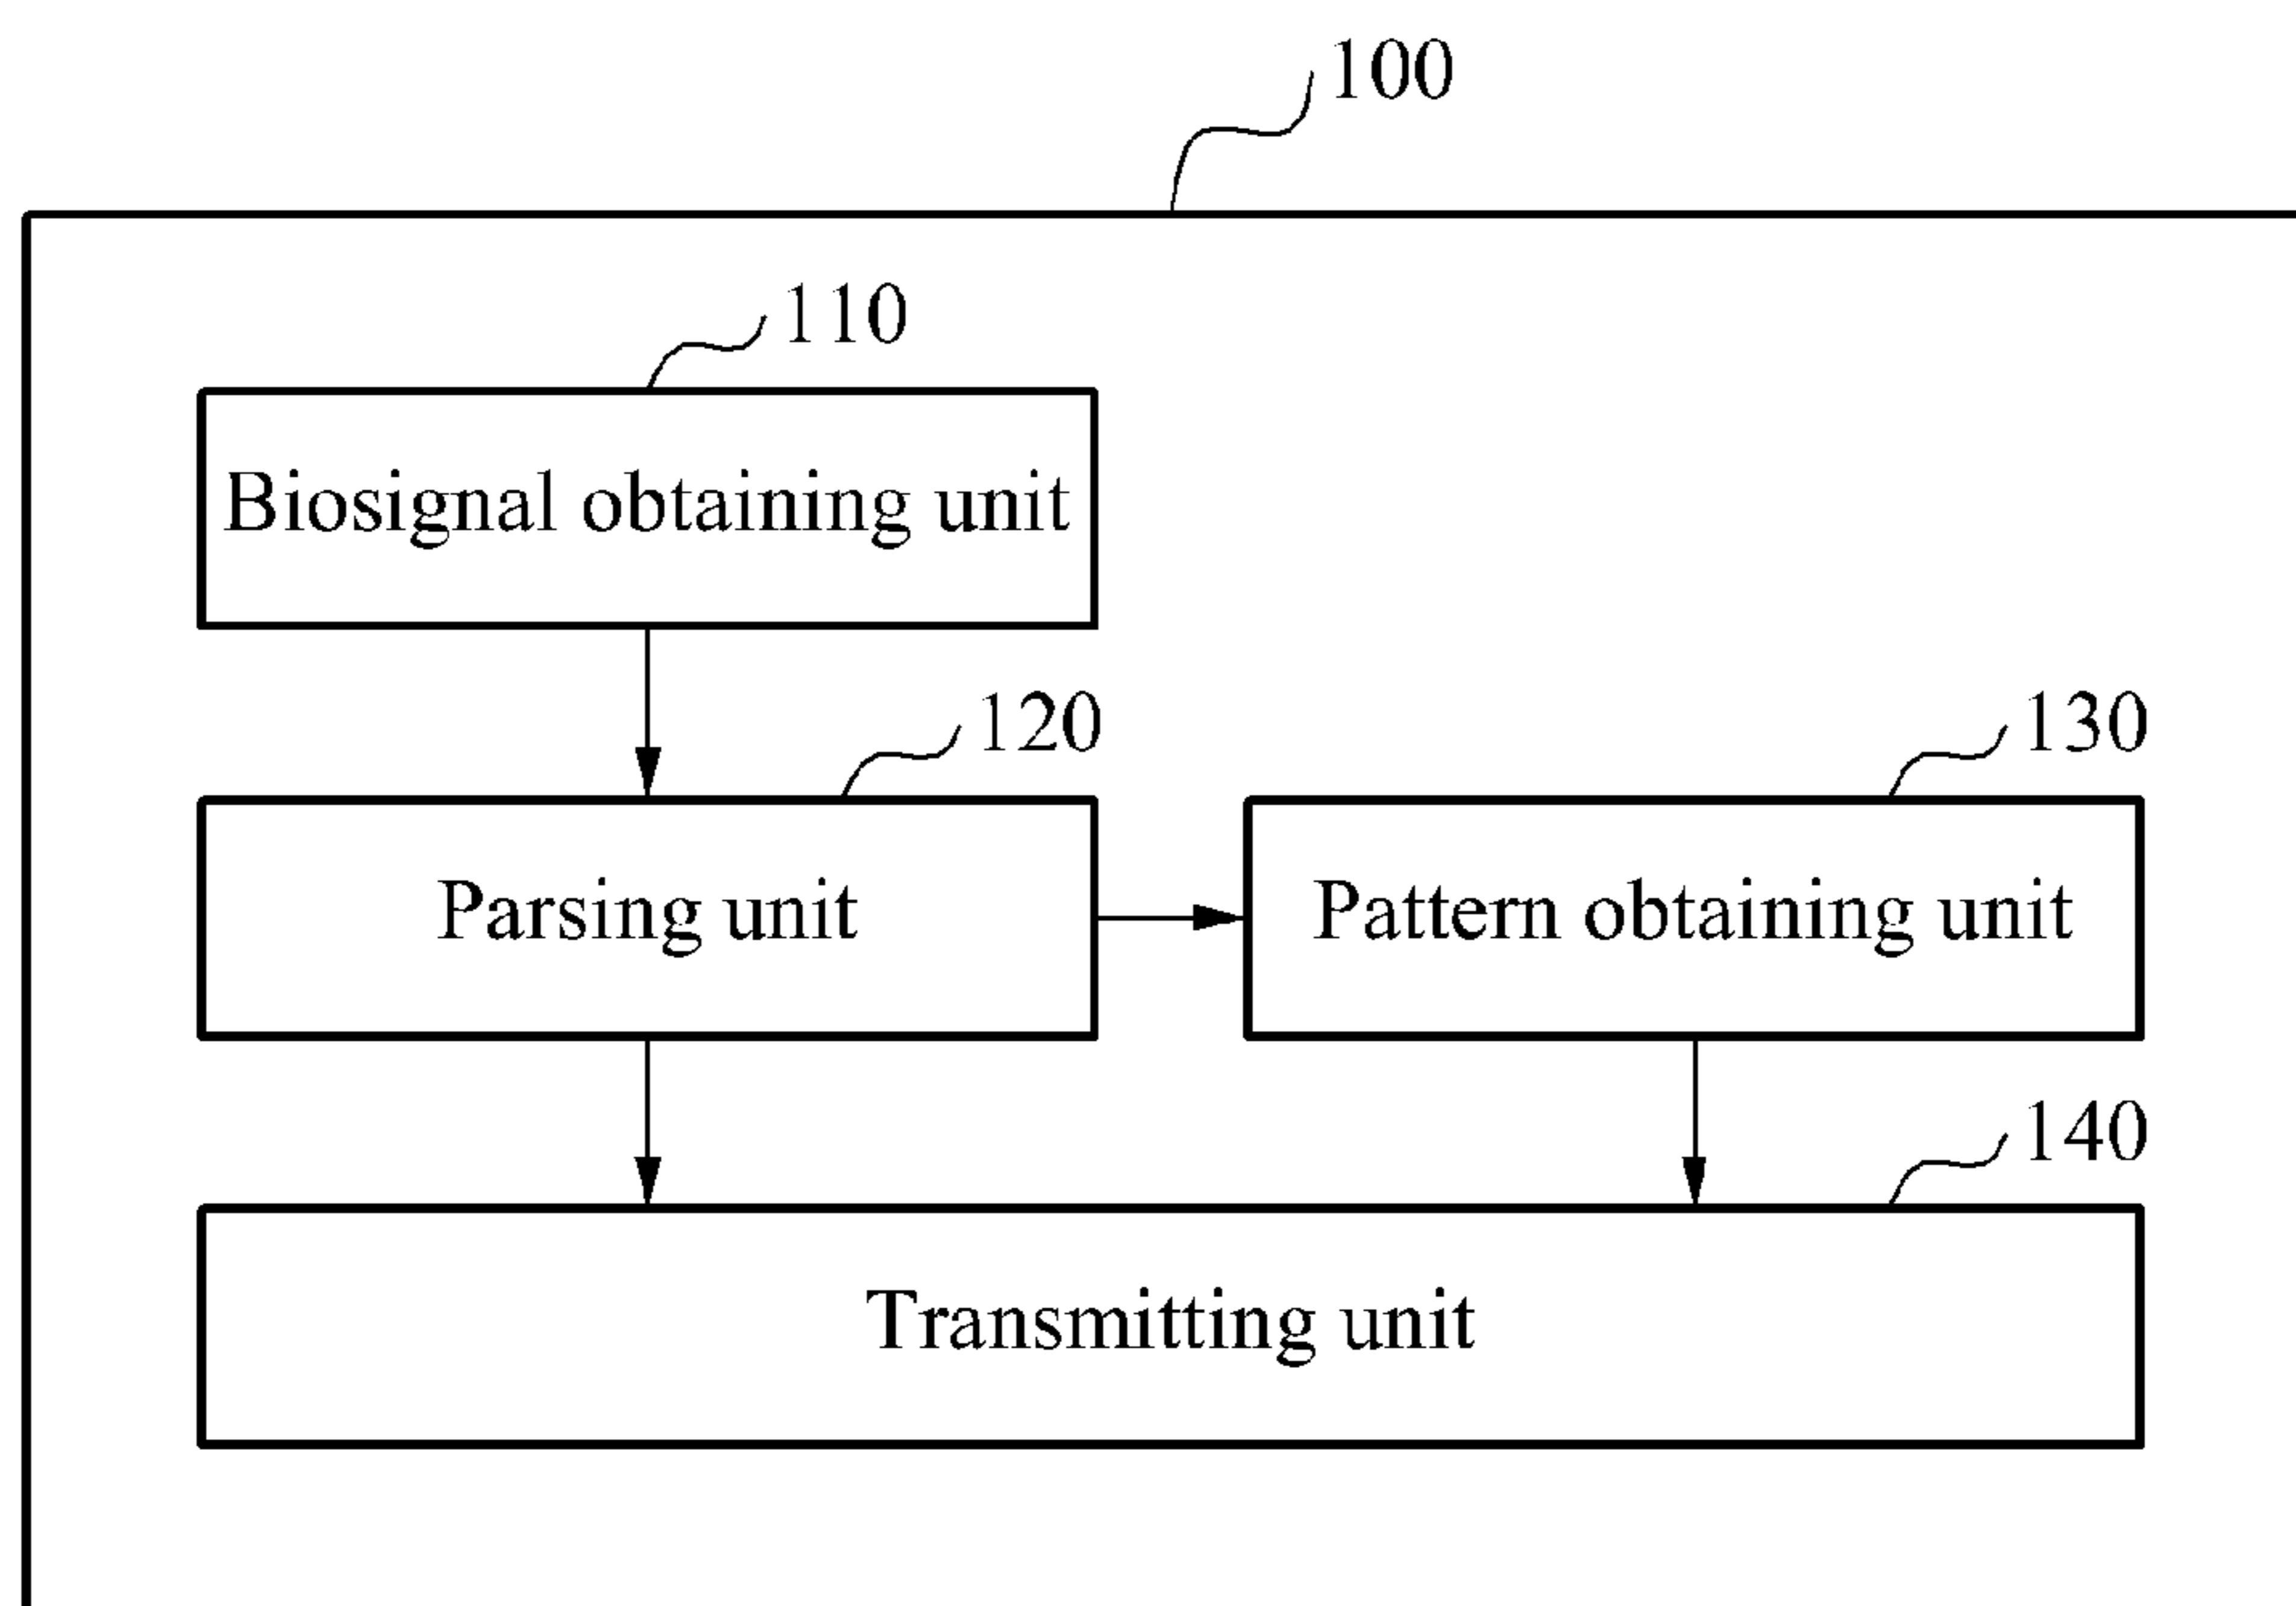 100
110
Biosignal obtaining unit
120
130
Parsing unit
Pattern obtaining unit
140
Transmitting unit